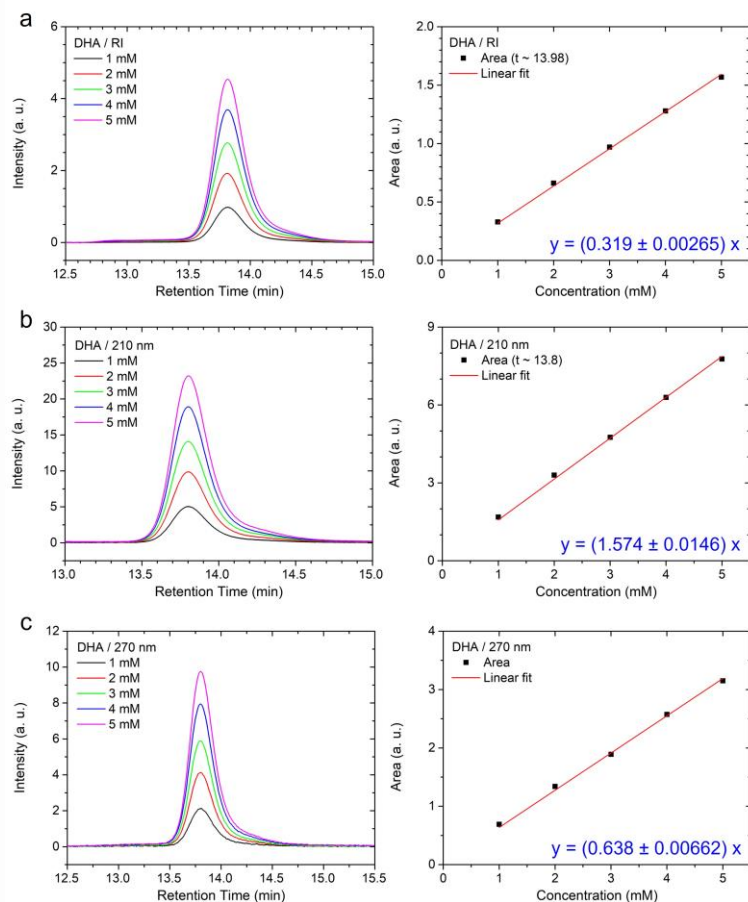 a
DHA / RI
1 mM
2 mM
3 mM
4 mM
5 mM
Intensity (a. u.)
6
4
2
0
12.5 13.0 13.5 14.0 14.5 15.0
Retention Time (min)
DHA / RI
Area (t ~ 13.98)
Linear fit
Area (a. u.)
2.0
1.5
1.0
0.5
0.0
y = (0.319 ± 0.00265) x
0 1 2 3 4 5
Concentration (mM)
b
DHA / 210 nm
1 mM
2 mM
3 mM
4 mM
5 mM
Intensity (a. u.)
30
25
20
15
10
5
0
13.0 13.5 14.0 14.5 15.0
Retention Time (min)
DHA / 210 nm
Area (t ~ 13.8)
Linear fit
Area (a. u.)
9
6
3
0
y = (1.574 ± 0.0146) x
0 1 2 3 4 5
Concentration (mM)
c
DHA / 270 nm
1 mM
2 mM
3 mM
4 mM
5 mM
Intensity (a. u.)
12
10
8
6
4
2
0
12.5 13.0 13.5 14.0 14.5 15.0 15.5
Retention Time (min)
DHA / 270 nm
Area
Linear fit
Area (a. u.)
4
3
2
1
0
y = (0.638 ± 0.00662) x
0 1 2 3 4 5
Concentration (mM)